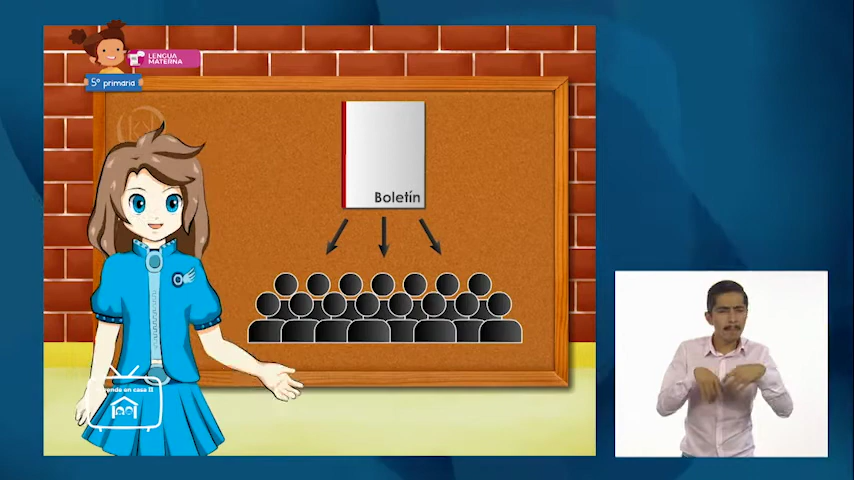 LENGUA
MATERNA
5° primaria
Boletín
Aprende en casa II